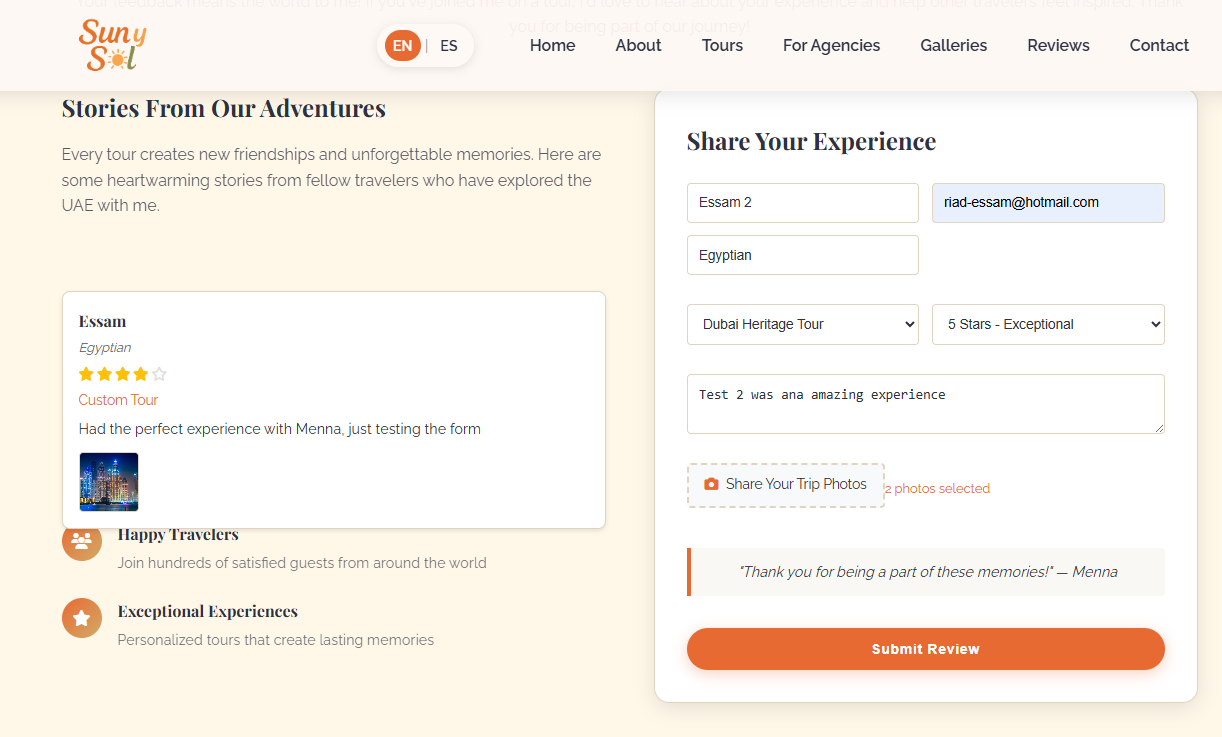 Your feedback means the world to me! If you've joined me on a tour, I'd love to hear about your experience and help other travelers feel inspired. Thank
you for being part of our journey!
Sun y
Sol
EN | ES
Home
About
Tours
For Agencies
Galleries
Reviews
Contact
Stories From Our Adventures
Every tour creates new friendships and unforgettable memories. Here are
some heartwarming stories from fellow travelers who have explored the
UAE with me.
Essam
Egyptian
Custom Tour
Had the perfect experience with Menna, just testing the form
Happy Travelers
Join hundreds of satisfied guests from around the world
Exceptional Experiences
Personalized tours that create lasting memories
Share Your Experience
Essam 2
riad-essam@hotmail.com
Egyptian
Dubai Heritage Tour
5 Stars - Exceptional
Test 2 was ana amazing experience
Share Your Trip Photos
2 photos selected
"Thank you for being a part of these memories!" — Menna
Submit Review